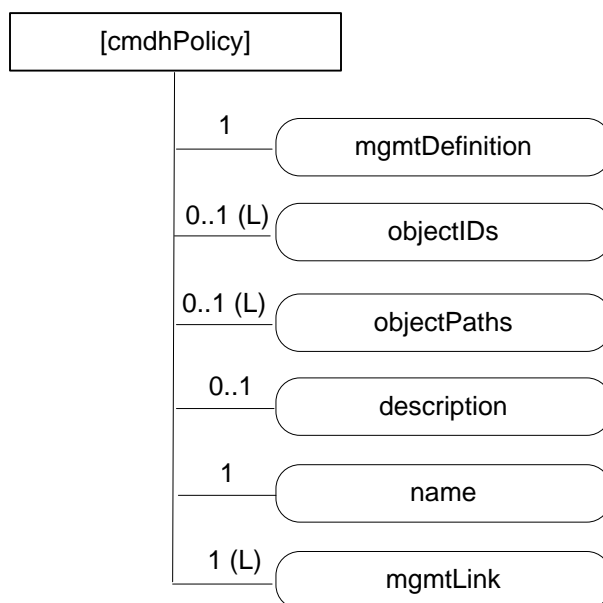 [cmdhPolicy]
1
mgmtDefinition
0..1 (L)
objectIDs
0..1 (L)
objectPaths
0..1
description
1
name
1 (L)
mgmtLink